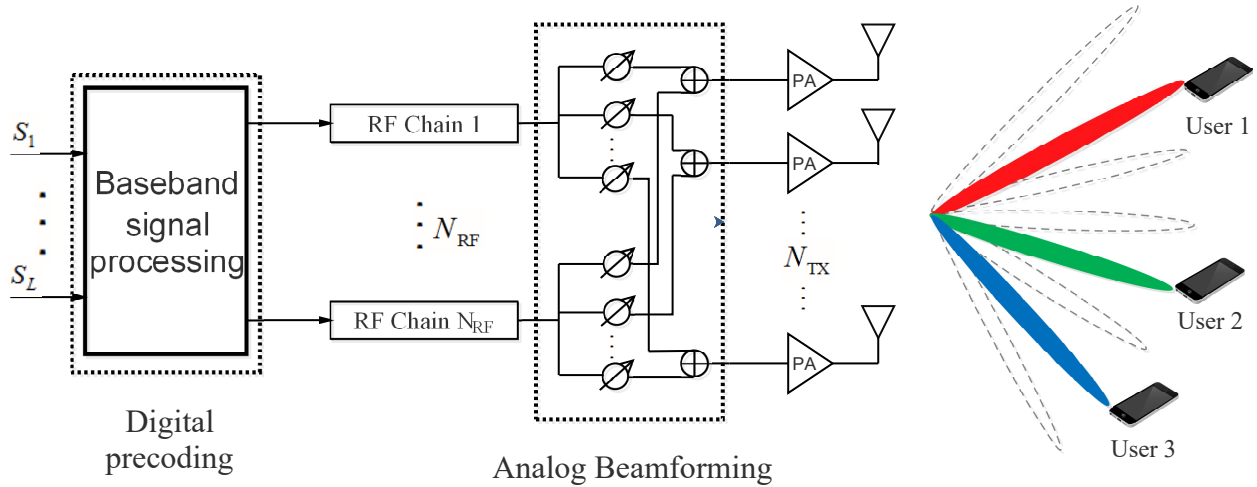 S1
SL
Baseband
signal
processing
Digital
precoding
RF Chain 1
NRF
RF Chain NRF
Analog Beamforming
PA
PA
NTX
PA
User 1
User 2
User 3